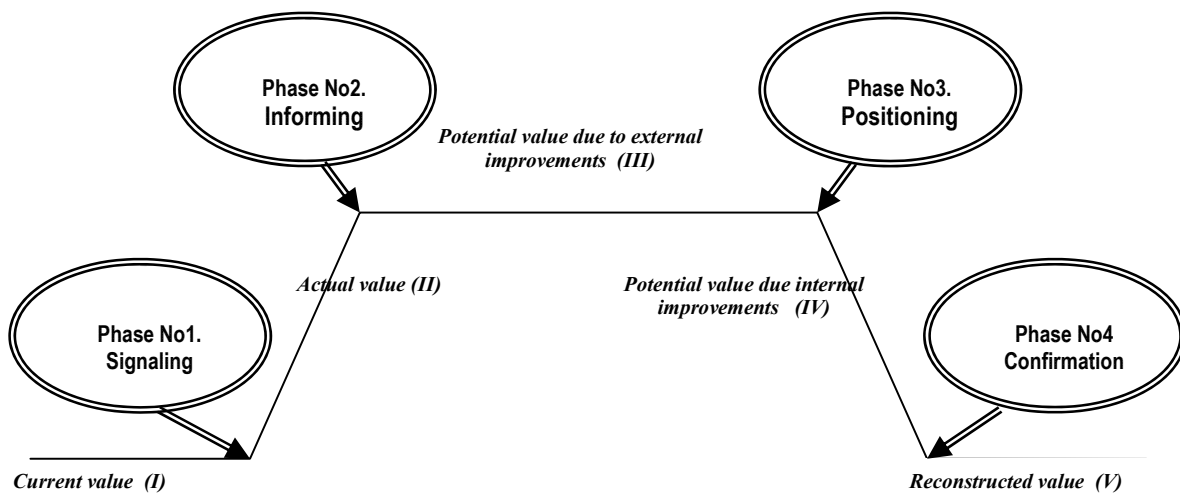 Phase No2.
Informing
Phase No3.
Positioning
Potential value due to external
improvements (III)
Actual value (II)
Potential value due internal
improvements (IV)
Phase No1.
Signaling
Phase No4
Confirmation
Current value (I)
Reconstructed value (V)